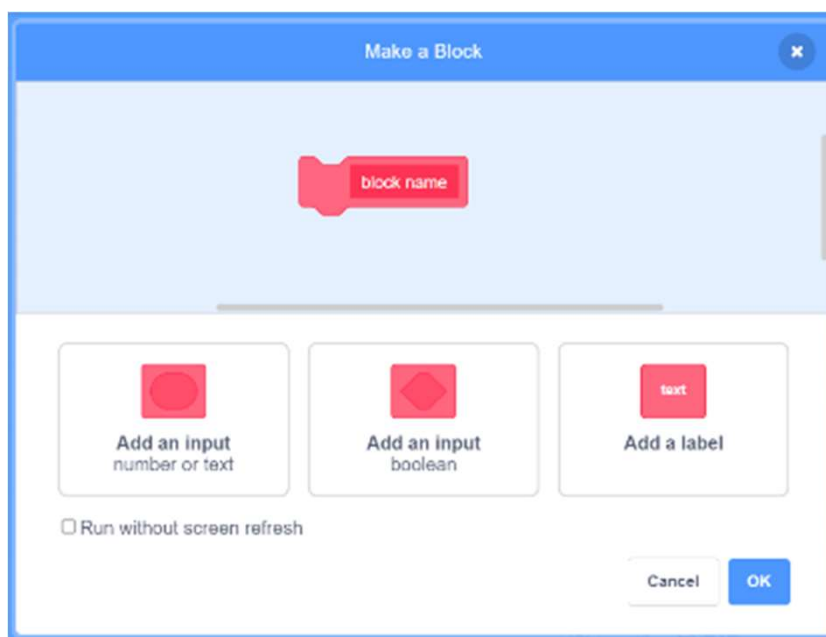 Make a Block
block name
text
Add an input
number or text
Add an input
boolean
Add a label
Run without screen refresh
Cancel
OK